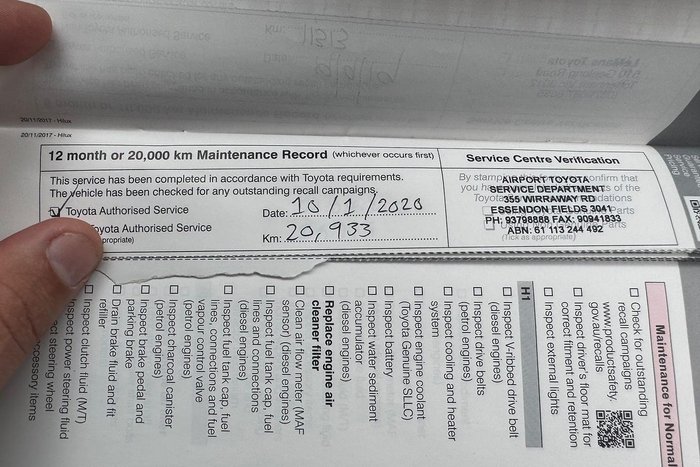 20/11/2017 - Hilux
20/11/2017 - Hilux
12 month or 20,000 km Maintenance Record (whichever occurs first)
This service has been completed in accordance with Toyota requirements.
The vehicle has been checked for any outstanding recall campaigns.
Toyota Authorised Service
Date: 10/1/2020
Toyota Authorised Service
Km: 20,933
Service Centre Verification
By stamping
confirm that
you
of the
AIRPORT TOYOTA
SERVICE DEPARTMENT
355 WIRRAWAY RD
ESSENDON FIELDS 3041
PH: 93798888 FAX: 90941833
ABN: 61 113 244 492
(Tick as appropriate)
Maintenance for Normal
Check for outstanding
recall campaigns
www.productsafety.
gov.au/recalls
Inspect driver's floor mat for
correct fitment and retention
Inspect external lights
H1
Inspect V-ribbed drive belt
(diesel engines)
Inspect drive belts
(petrol engines)
Inspect cooling and heater
system
Inspect engine coolant
(Toyota Genuine SLLC)
Inspect battery
Inspect water sediment
accumulator
(diesel engines)
Replace engine air
cleaner filter
Clean air flow meter (MAF
sensor) (diesel engines)
Inspect fuel tank cap, fuel
lines and connections
(diesel engines)
Inspect fuel tank cap, fuel
lines, connections and fuel
vapour control valve
(petrol engines)
Inspect charcoal canister
(petrol engines)
Inspect brake pedal and
parking brake
Drain brake fluid and fit
refiller
Inspect clutch fluid (M/T)
Inspect power steering fluid
steering wheel
accessory items